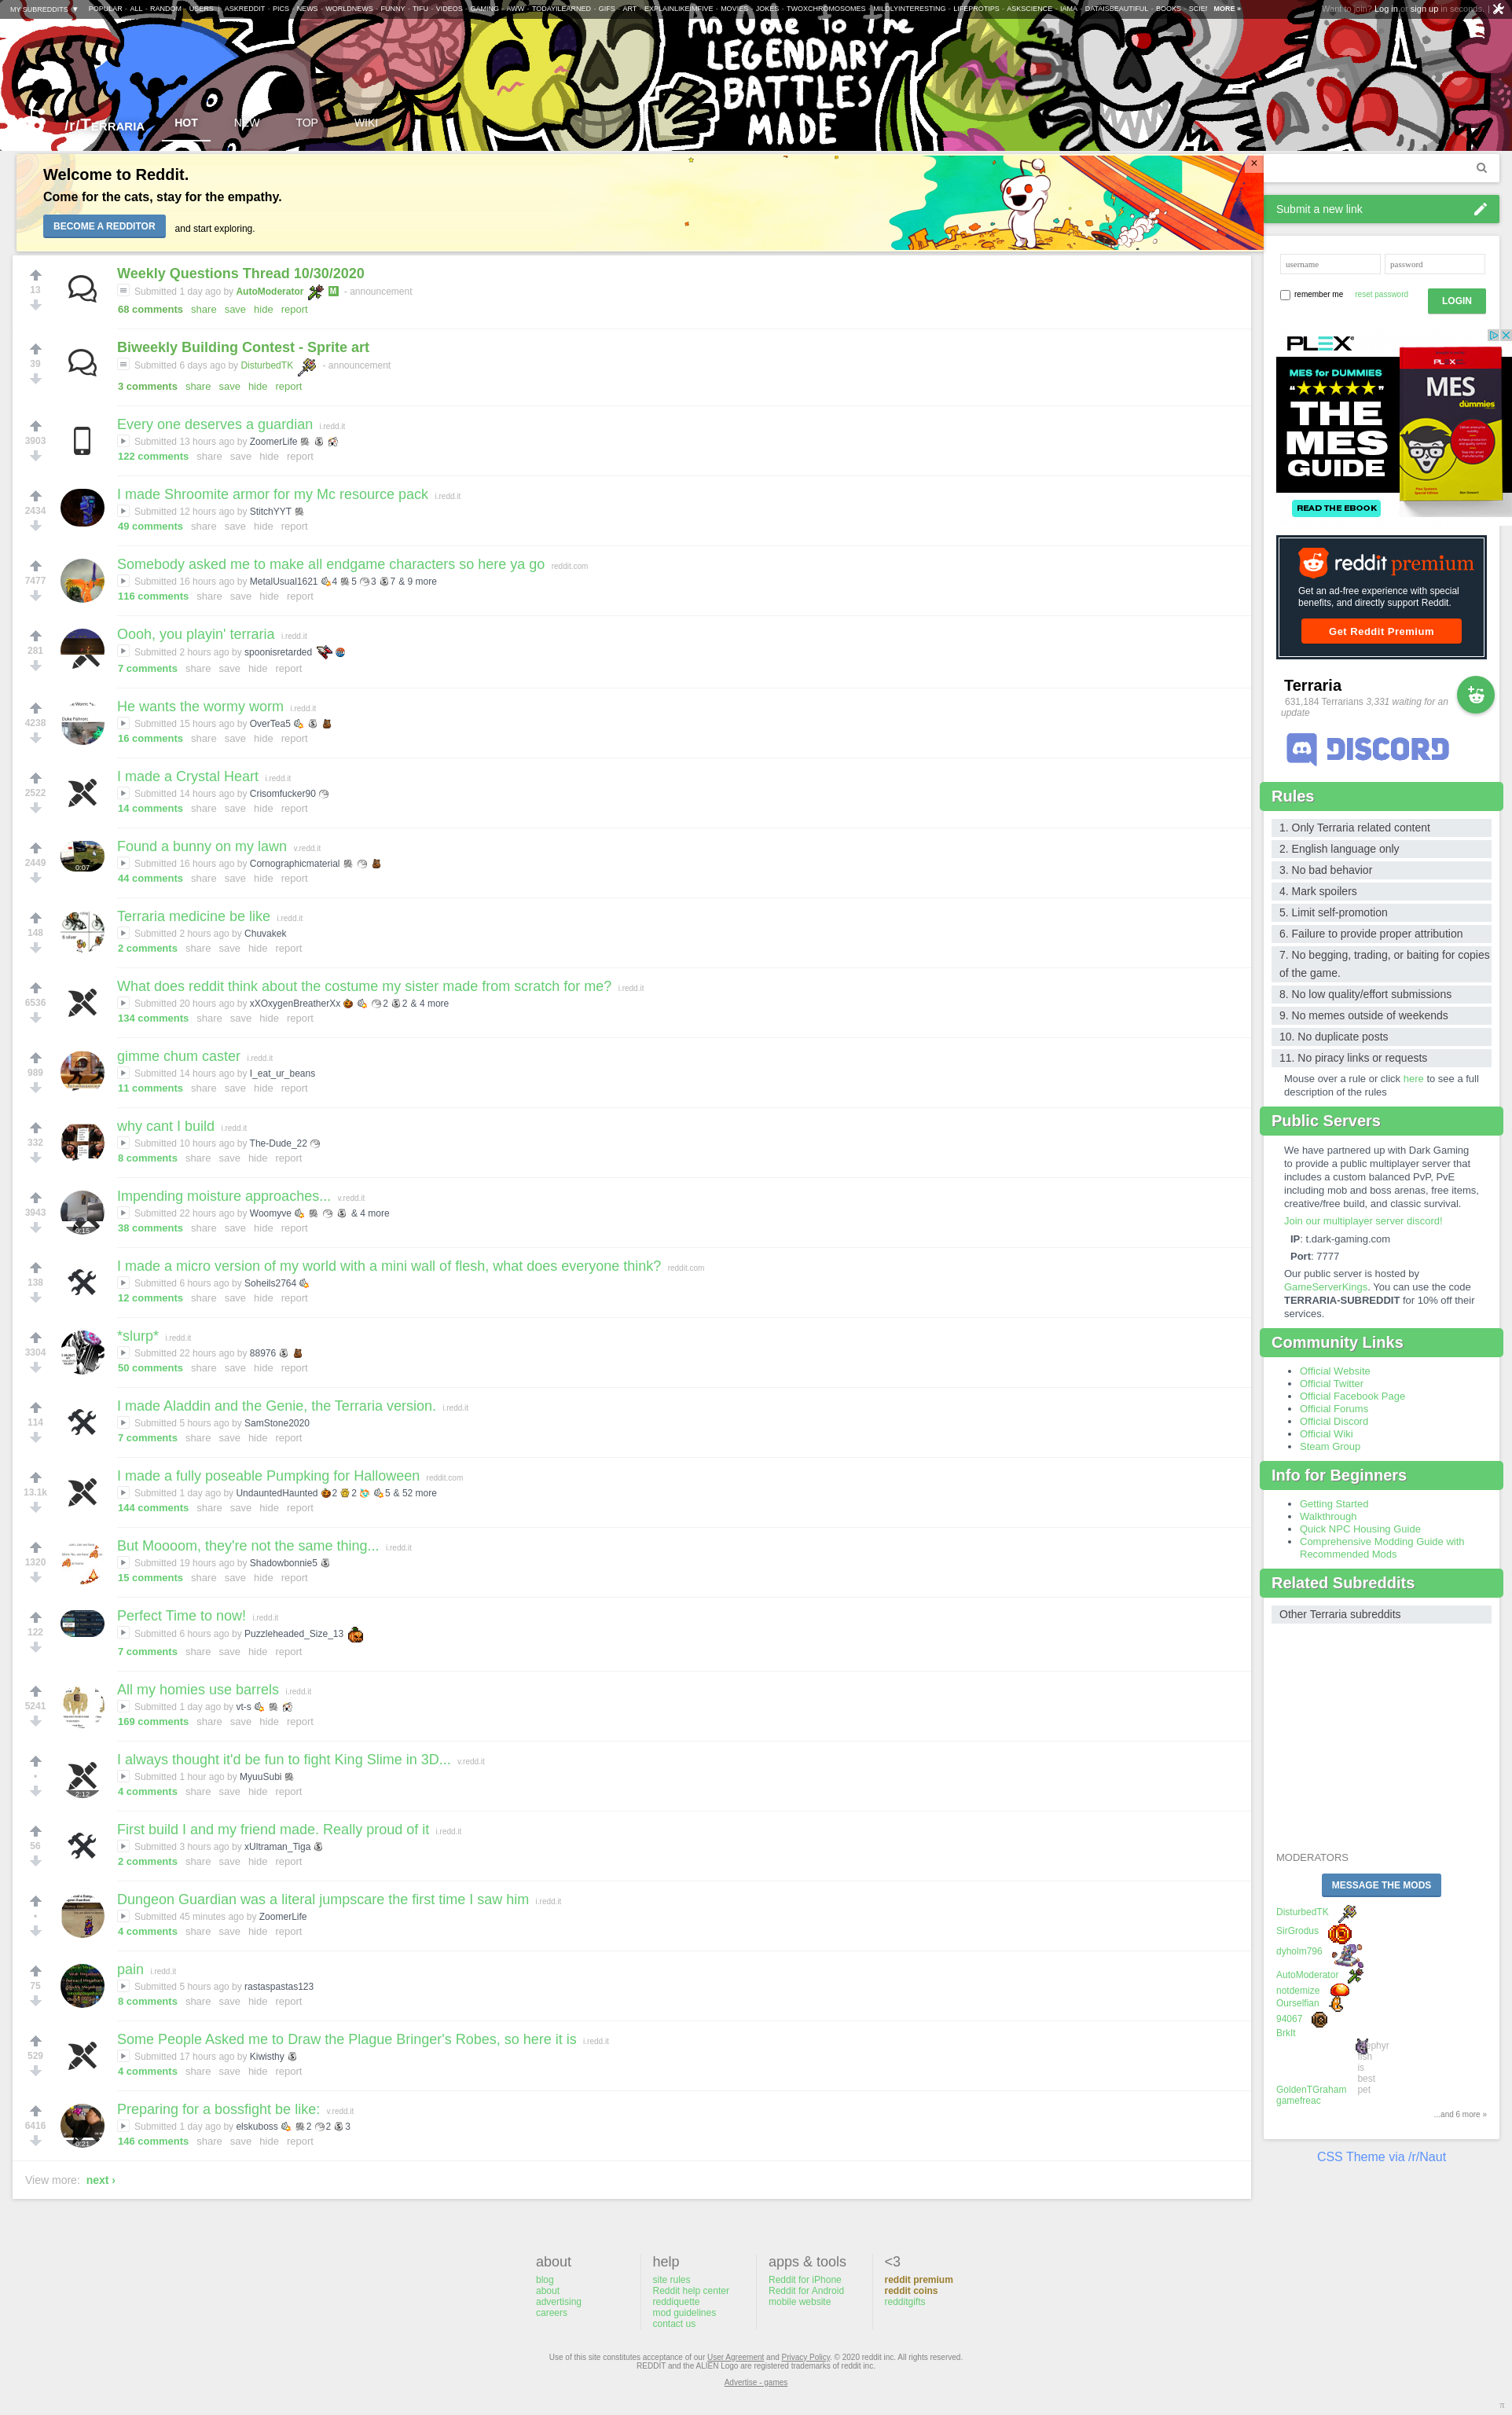 MY SUBREDDITS ▼ POPULAR - ALL - RANDOM - USERS | ASKREDDIT - PICS - NEWS - WORLDNEWS - FUNNY - TIFU - VIDEOS - GAMING - AWW - TODAYILEARNED - GIFS - ART - EXPLAINLIKEIMFIVE - MOVIES - JOKES - TWOXCHROMOSOMES - MILDLYINTERESTING - LIFEPROTIPS - ASKSCIENCE - IAMA - DATAISBEAUTIFUL - BOOKS - SCIE MORE »
Want to join? Log in or sign up in seconds. |
An Ode To the
LEGENDARY
BATTLES
MADE
/r/TERRARIA HOT NEW TOP WIKI
Welcome to Reddit.
Come for the cats, stay for the empathy.
BECOME A REDDITOR and start exploring.
×
13
Weekly Questions Thread 10/30/2020
Submitted 1 day ago by AutoModerator M - announcement
68 comments share save hide report
39
Biweekly Building Contest - Sprite art
Submitted 6 days ago by DisturbedTK - announcement
3 comments share save hide report
3903
Every one deserves a guardian i.redd.it
Submitted 13 hours ago by ZoomerLife
122 comments share save hide report
2434
I made Shroomite armor for my Mc resource pack i.redd.it
Submitted 12 hours ago by StitchYYT
49 comments share save hide report
7477
Somebody asked me to make all endgame characters so here ya go reddit.com
Submitted 16 hours ago by MetalUsual1621 4 5 3 7 & 9 more
116 comments share save hide report
281
Oooh, you playin' terraria i.redd.it
Submitted 2 hours ago by spoonisretarded
7 comments share save hide report
4238
He wants the wormy worm i.redd.it
Submitted 15 hours ago by OverTea5
16 comments share save hide report
2522
I made a Crystal Heart i.redd.it
Submitted 14 hours ago by Crisomfucker90
14 comments share save hide report
2449
0:07
Found a bunny on my lawn v.redd.it
Submitted 16 hours ago by Cornographicmaterial
44 comments share save hide report
148
Terraria medicine be like i.redd.it
Submitted 2 hours ago by Chuvakek
2 comments share save hide report
6536
What does reddit think about the costume my sister made from scratch for me? i.redd.it
Submitted 20 hours ago by xXOxygenBreatherXx 2 2 & 4 more
134 comments share save hide report
989
gimme chum caster i.redd.it
Submitted 14 hours ago by I_eat_ur_beans
11 comments share save hide report
332
why cant I build i.redd.it
Submitted 10 hours ago by The-Dude_22
8 comments share save hide report
3943
0:15
Impending moisture approaches... v.redd.it
Submitted 22 hours ago by Woomyve & 4 more
38 comments share save hide report
138
I made a micro version of my world with a mini wall of flesh, what does everyone think? reddit.com
Submitted 6 hours ago by Soheils2764
12 comments share save hide report
3304
*slurp* i.redd.it
Submitted 22 hours ago by 88976
50 comments share save hide report
114
I made Aladdin and the Genie, the Terraria version. i.redd.it
Submitted 5 hours ago by SamStone2020
7 comments share save hide report
13.1k
I made a fully poseable Pumpking for Halloween reddit.com
Submitted 1 day ago by UndauntedHaunted 2 2 5 & 52 more
144 comments share save hide report
1320
But Moooom, they're not the same thing... i.redd.it
Submitted 19 hours ago by Shadowbonnie5
15 comments share save hide report
122
Perfect Time to now! i.redd.it
Submitted 6 hours ago by Puzzleheaded_Size_13
7 comments share save hide report
5241
All my homies use barrels i.redd.it
Submitted 1 day ago by vt-s
169 comments share save hide report
•
2:12
I always thought it'd be fun to fight King Slime in 3D... v.redd.it
Submitted 1 hour ago by MyuuSubi
4 comments share save hide report
56
First build I and my friend made. Really proud of it i.redd.it
Submitted 3 hours ago by xUltraman_Tiga
2 comments share save hide report
•
Dungeon Guardian was a literal jumpscare the first time I saw him i.redd.it
Submitted 45 minutes ago by ZoomerLife
4 comments share save hide report
75
pain i.redd.it
Submitted 5 hours ago by rastaspastas123
8 comments share save hide report
529
Some People Asked me to Draw the Plague Bringer's Robes, so here it is i.redd.it
Submitted 17 hours ago by Kiwisthy
4 comments share save hide report
6416
0:21
Preparing for a bossfight be like: v.redd.it
Submitted 1 day ago by elskuboss 2 2 3
146 comments share save hide report
View more: next ›
Submit a new link
username password
remember me reset password LOGIN
PLEX
MES for DUMMIES
★★★★★
THE
MES
GUIDE
READ THE EBOOK
PLEX
MES
dummies
reddit premium
Get an ad-free experience with special
benefits, and directly support Reddit.
Get Reddit Premium
Terraria
631,184 Terrarians 3,331 waiting for an
update
DISCORD
Rules
1. Only Terraria related content
2. English language only
3. No bad behavior
4. Mark spoilers
5. Limit self-promotion
6. Failure to provide proper attribution
7. No begging, trading, or baiting for copies
of the game.
8. No low quality/effort submissions
9. No memes outside of weekends
10. No duplicate posts
11. No piracy links or requests
Mouse over a rule or click here to see a full
description of the rules
Public Servers
We have partnered up with Dark Gaming
to provide a public multiplayer server that
includes a custom balanced PvP, PvE
including mob and boss arenas, free items,
creative/free build, and classic survival.
Join our multiplayer server discord!
IP: t.dark-gaming.com
Port: 7777
Our public server is hosted by
GameServerKings. You can use the code
TERRARIA-SUBREDDIT for 10% off their
services.
Community Links
Official Website
Official Twitter
Official Facebook Page
Official Forums
Official Discord
Official Wiki
Steam Group
Info for Beginners
Getting Started
Walkthrough
Quick NPC Housing Guide
Comprehensive Modding Guide with
Recommended Mods
Related Subreddits
Other Terraria subreddits
MODERATORS
MESSAGE THE MODS
DisturbedTK
SirGrodus
dyholm796
AutoModerator
notdemize
Ourselfian
94067
BrkIt
GoldenTGraham
fish
is
best
pet
gamefreac
...and 6 more »
CSS Theme via /r/Naut
about
blog
about
advertising
careers
help
site rules
Reddit help center
reddiquette
mod guidelines
contact us
apps & tools
Reddit for iPhone
Reddit for Android
mobile website
<3
reddit premium
reddit coins
redditgifts
Use of this site constitutes acceptance of our User Agreement and Privacy Policy. © 2020 reddit inc. All rights reserved.
REDDIT and the ALIEN Logo are registered trademarks of reddit inc.
Advertise - games
π